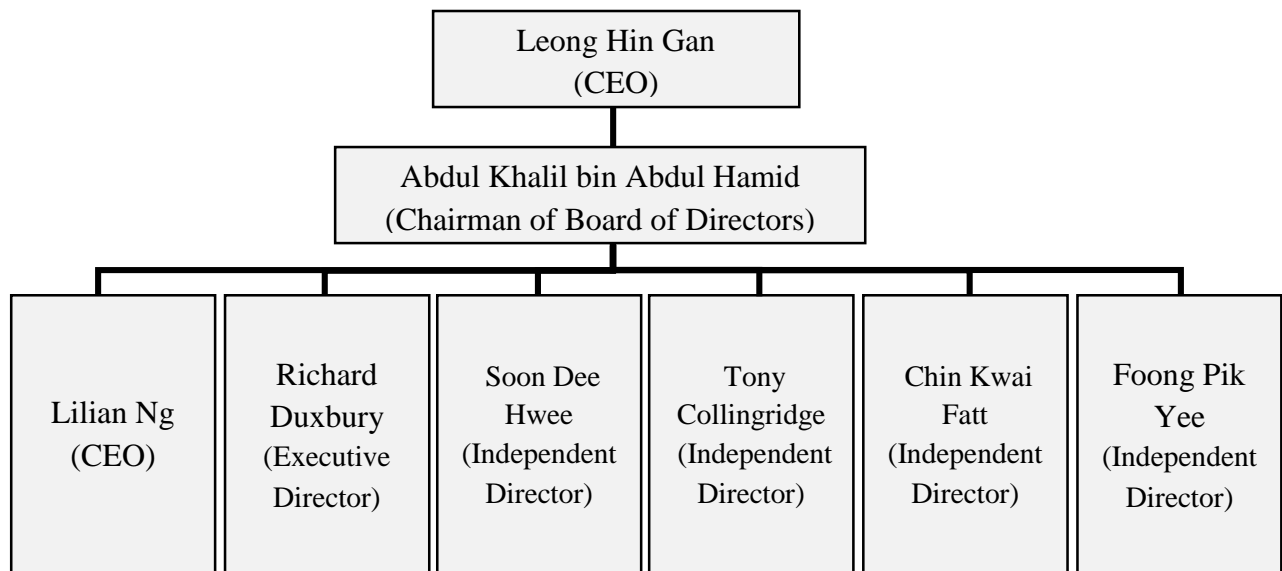 Leong Hin Gan
(CEO)
Abdul Khalil bin Abdul Hamid
(Chairman of Board of Directors)
Lilian Ng
(CEO)
Richard
Duxbury
(Executive
Director)
Soon Dee
Hwee
(Independent
Director)
Tony
Collingridge
(Independent
Director)
Chin Kwai
Fatt
(Independent
Director)
Foong Pik
Yee
(Independent
Director)